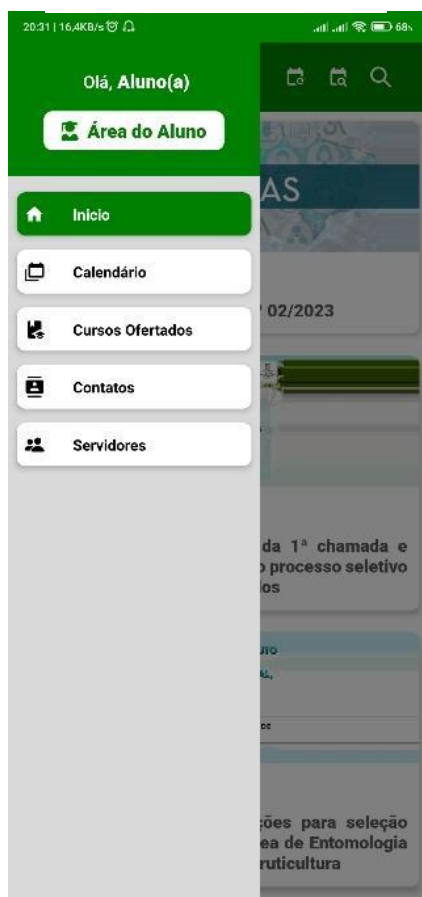 20:31 | 16,4KB/s
68%
Olá, Aluno(a)
Área do Aluno
Inicio
Calendário
Cursos Ofertados
Contatos
Servidores
AS
02/2023
da 1ª chamada e
processo seletivo
os
ções para seleção
ea de Entomologia
ruticultura